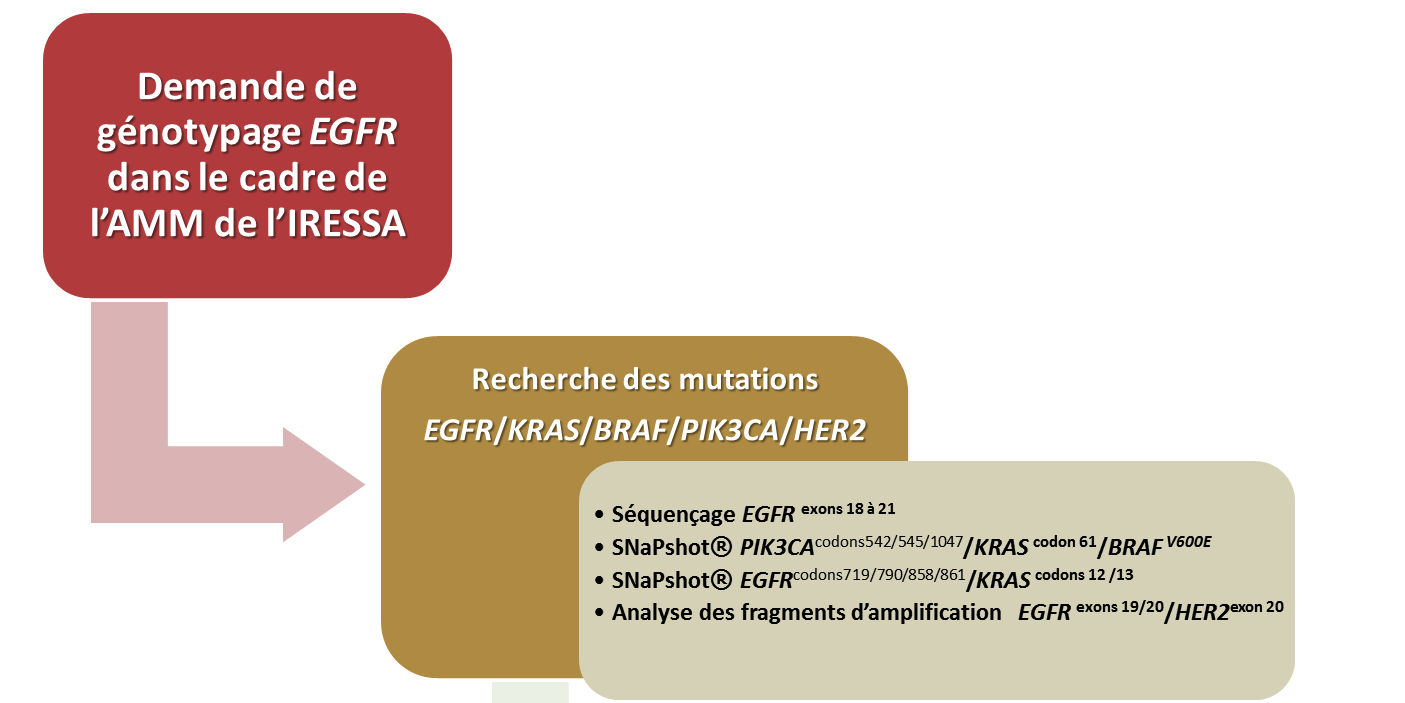 Demande de
génotypage EGFR
dans le cadre de
l’AMM de l’IRESSA
Recherche des mutations
EGFR/KRAS/BRAF/PIK3CA/HER2
• Séquençage EGFR exons 18 à 21
• SNaPshot® PIK3CAcodons542/545/1047/KRAS codon 61/BRAF V600E
• SNaPshot® EGFRcodons719/790/858/861/KRAS codons 12 /13
• Analyse des fragments d’amplification EGFR exons 19/20/HER2exon 20